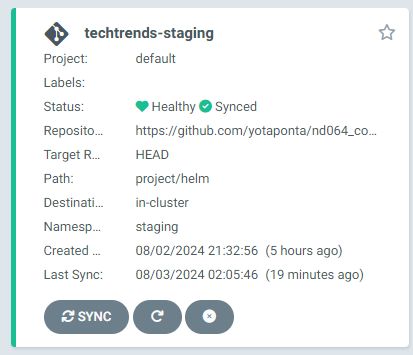 techtrends-staging
Project: default
Labels:
Status: Healthy Synced
Reposito... https://github.com/yotaponta/nd064_co...
Target R... HEAD
Path: project/helm
Destinati... in-cluster
Namesp... staging
Created ... 08/02/2024 21:32:56 (5 hours ago)
Last Sync: 08/03/2024 02:05:46 (19 minutes ago)
SYNC